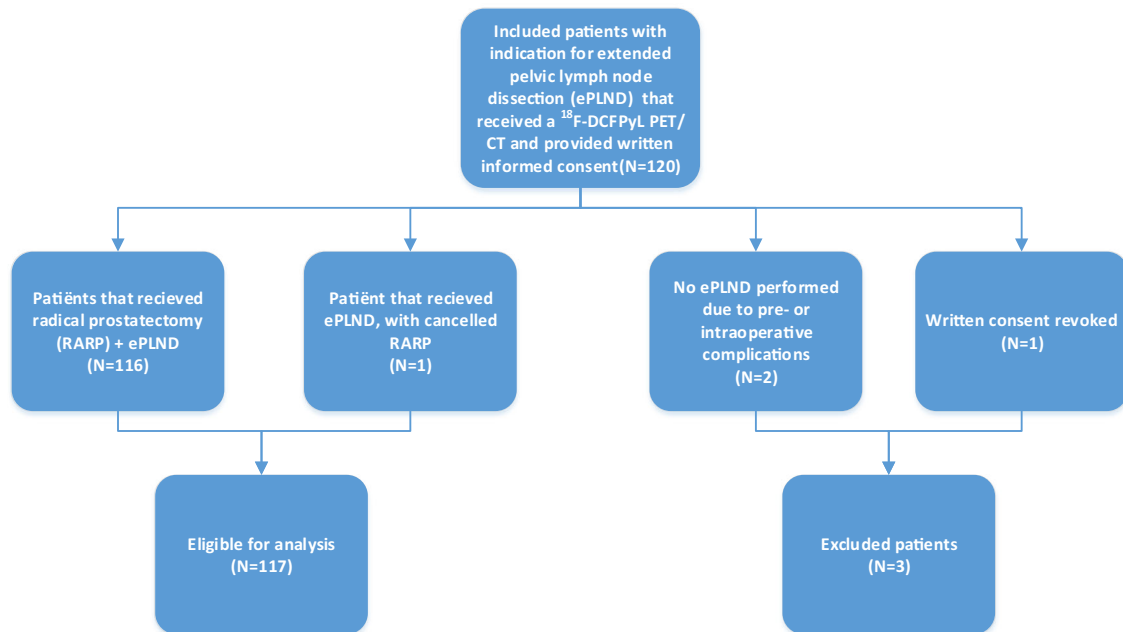 Included patients with
indication for extended
pelvic lymph node
dissection (ePLND) that
received a ¹⁸F-DCFPyL PET/
CT and provided written
informed consent(N=120)
Patiënts that recieved
radical prostatectomy
(RARP) + ePLND
(N=116)
Patiënt that recieved
ePLND, with cancelled
RARP
(N=1)
No ePLND performed
due to pre- or
intraoperative
complications
(N=2)
Written consent revoked
(N=1)
Eligible for analysis
(N=117)
Excluded patients
(N=3)